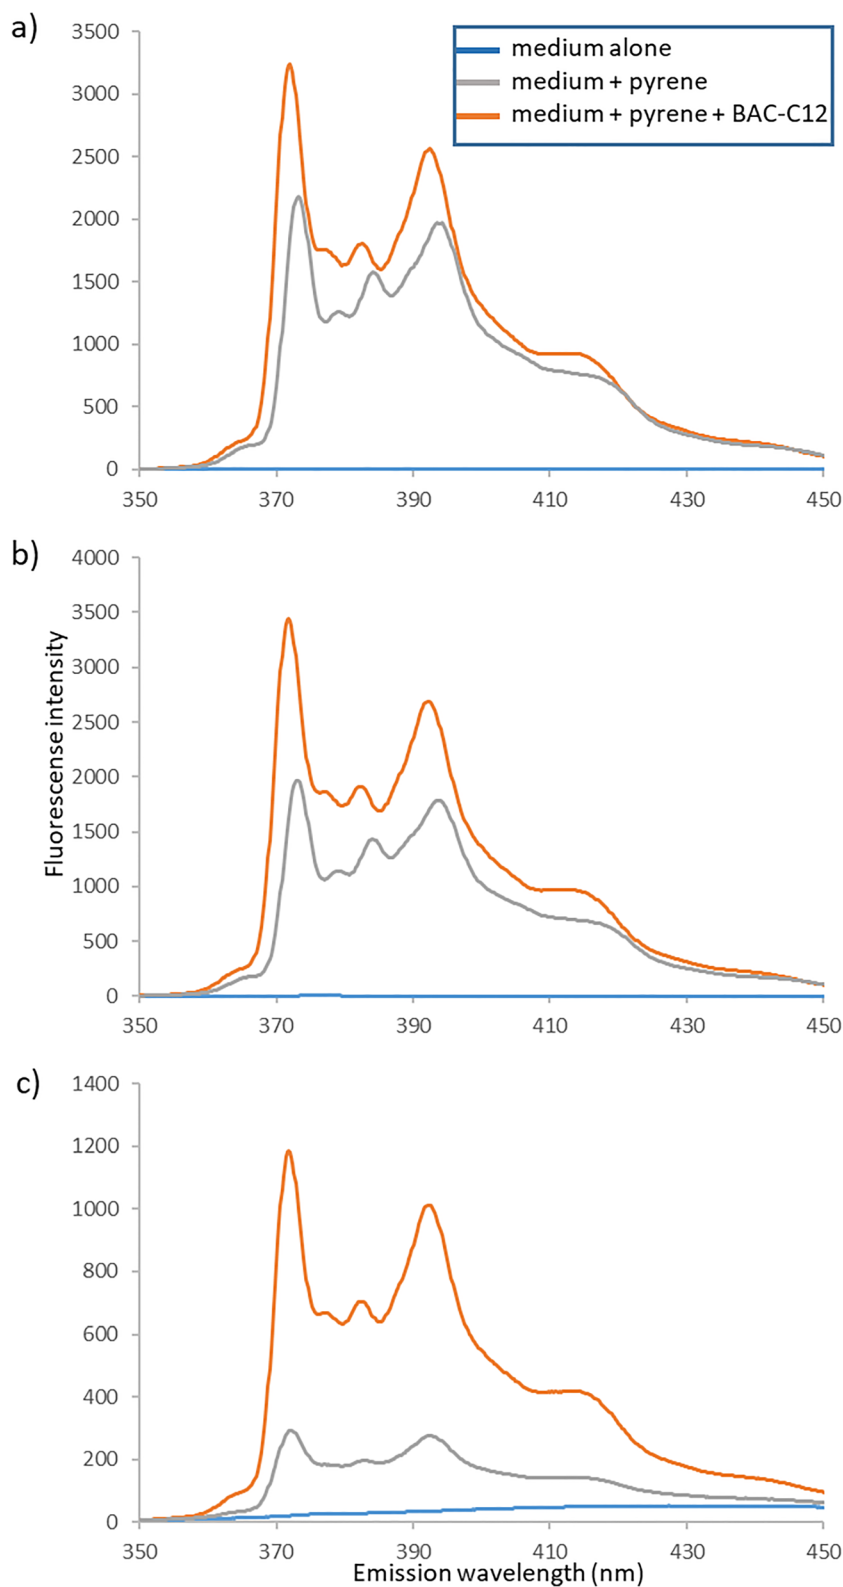 a)
3500
3000
2500
2000
1500
1000
500
0
350 370 390 410 430 450
medium alone
medium + pyrene
medium + pyrene + BAC-C12
b)
4000
3500
3000
2500
2000
1500
1000
500
0
350 370 390 410 430 450
Fluorescense intensity
c)
1400
1200
1000
800
600
400
200
0
350 370 390 410 430 450
Emission wavelength (nm)